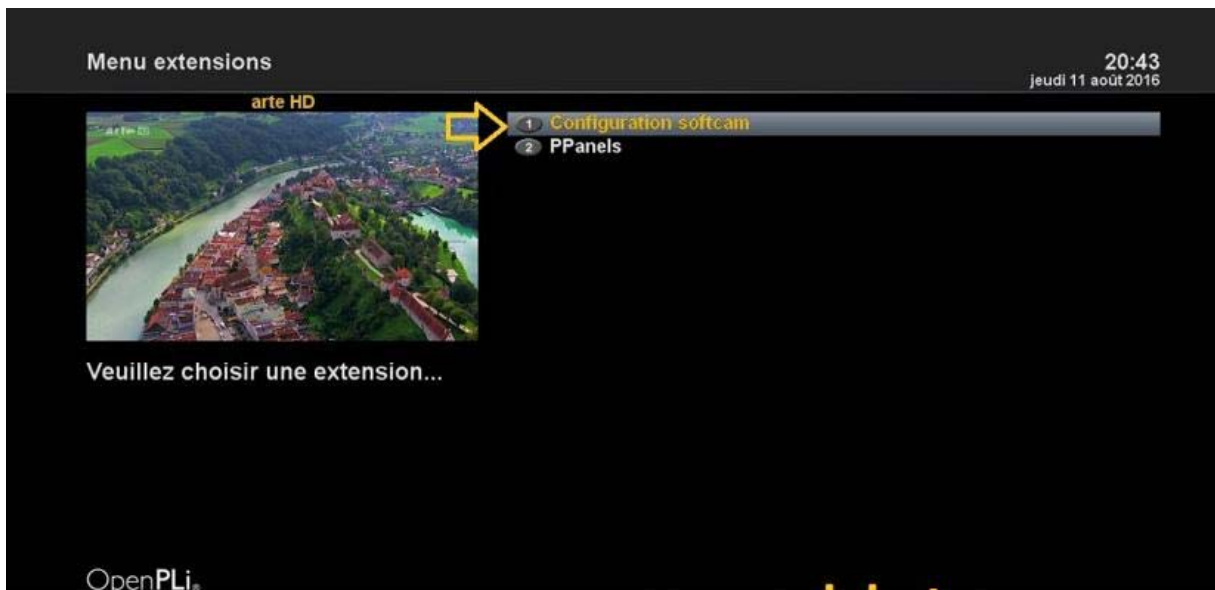 Menu extensions
20:43
jeudi 11 août 2016
arte HD
1 Configuration softcam
2 PPanels
Veuillez choisir une extension...
OpenPLi®